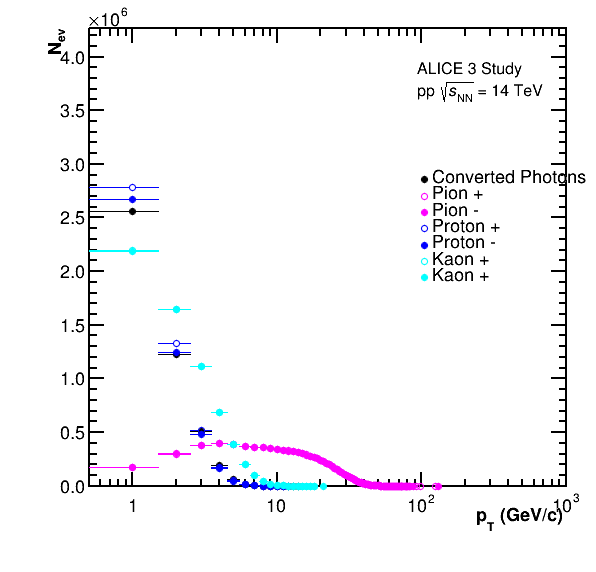 ×10⁶
N_ev
4.0
3.5
3.0
2.5
2.0
1.5
1.0
0.5
0.0
ALICE 3 Study
pp √s_NN = 14 TeV
Converted Photons
Pion +
Pion -
Proton +
Proton -
Kaon +
Kaon +
1 10 10² 10³
p_T (GeV/c)